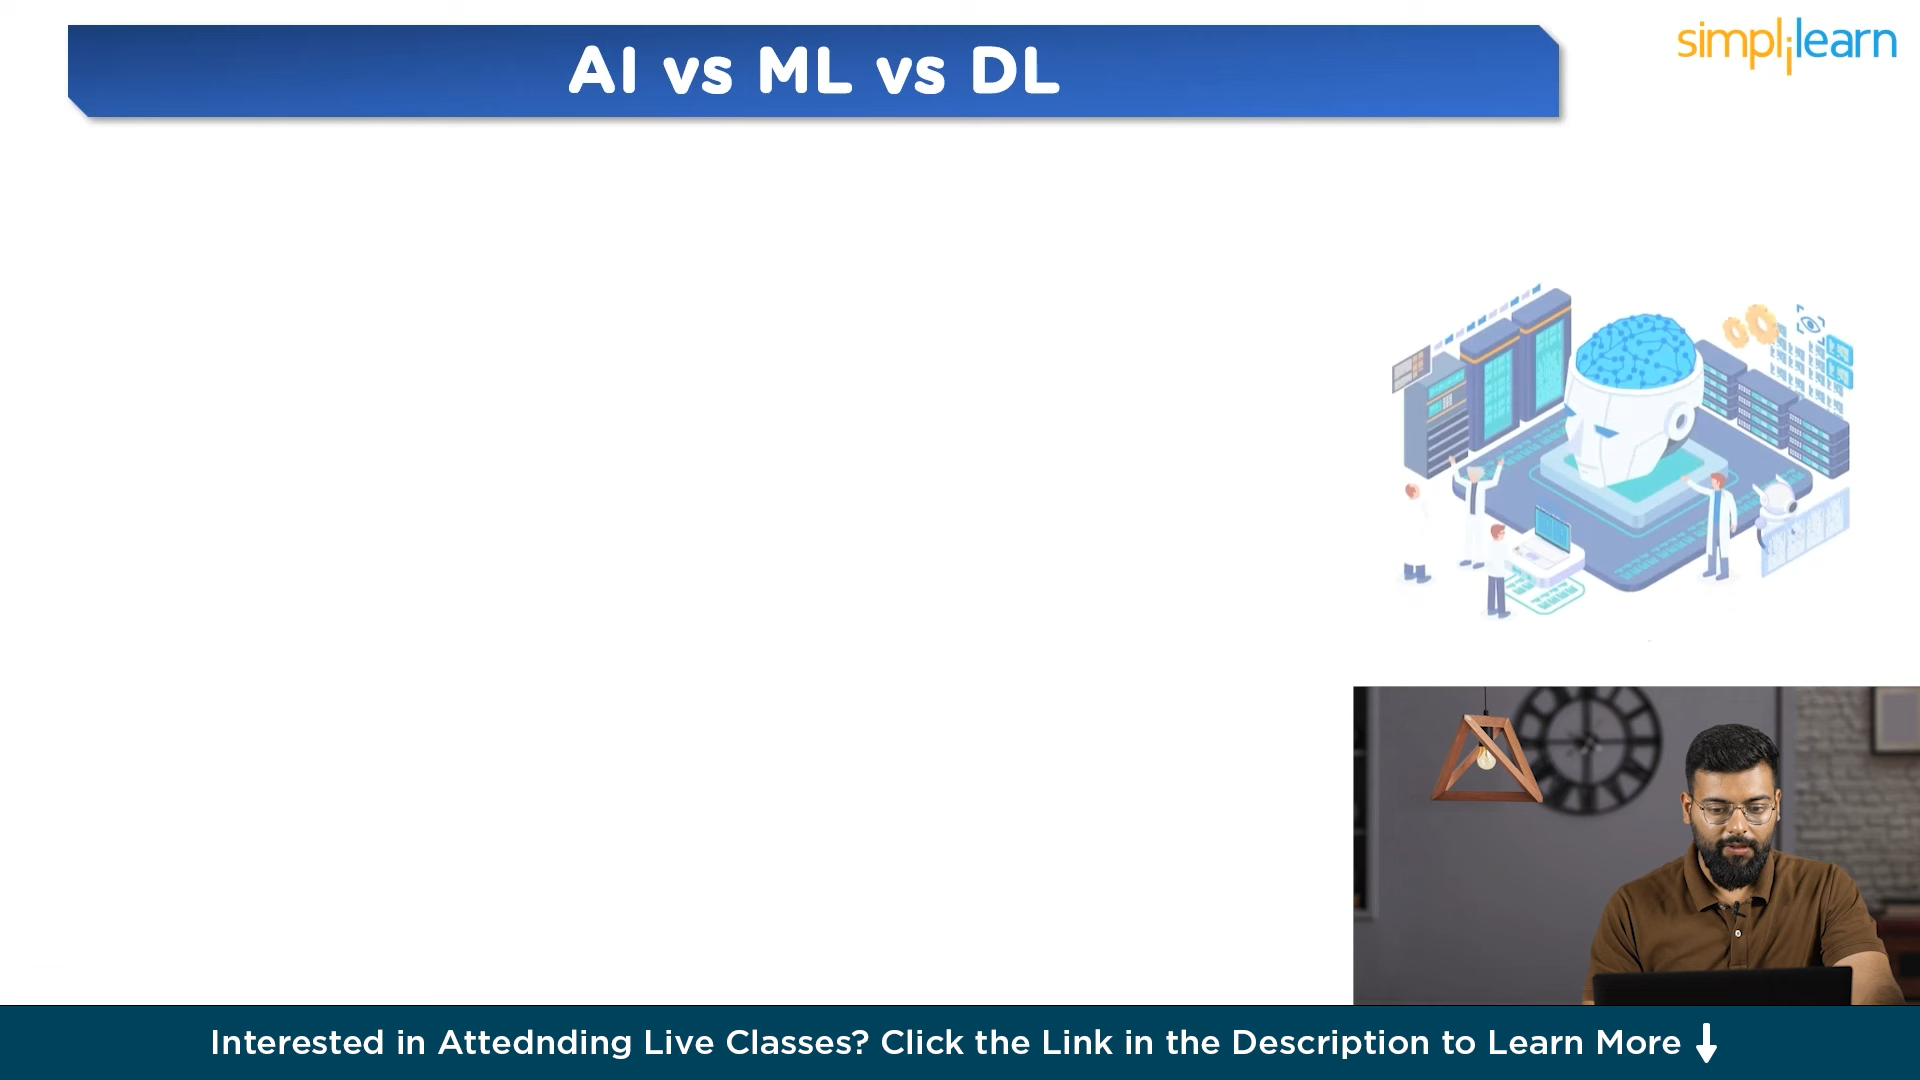 AI vs ML vs DL
simplilearn
Interested in Attednding Live Classes? Click the Link in the Description to Learn More